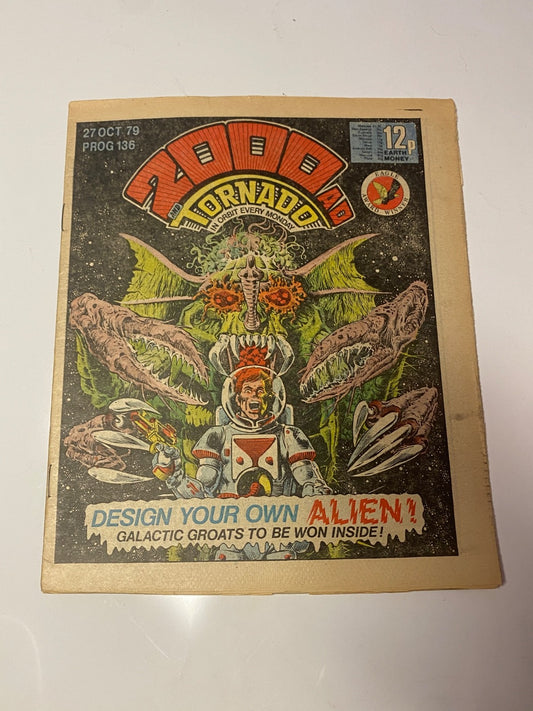 27 OCT 79
PROG 136
2000 AD
AND TORNADO
IN ORBIT EVERY MONDAY
12p
EARTH
MONEY
EAGLE
AWARD WINNER
DESIGN YOUR OWN ALIEN!
GALACTIC GROATS TO BE WON INSIDE!